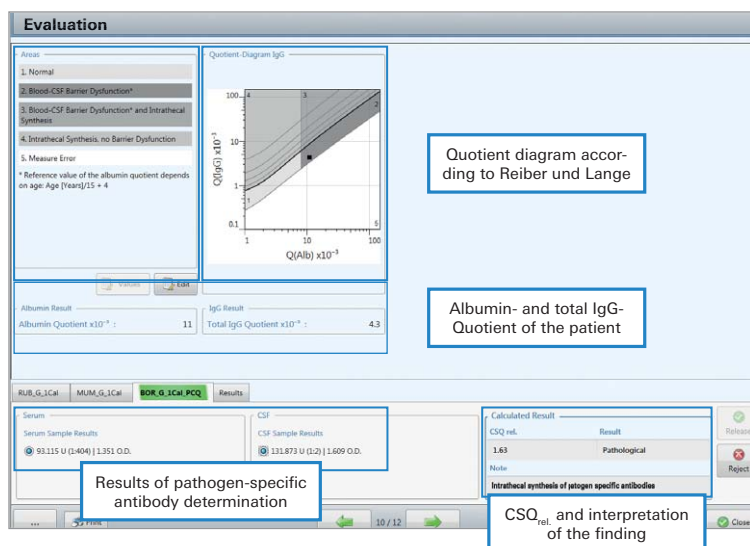 Evaluation
Areas
1. Normal
2. Blood-CSF Barrier Dysfunction*
3. Blood-CSF Barrier Dysfunction* and Intrathecal
Synthesis
4. Intrathecal Synthesis, no Barrier Dysfunction
5. Measure Error
* Reference value of the albumin quotient depends
on age: Age [Years]/15 + 4
Values
Edit
Quotient-Diagram IgG
100
10
1
0.1
Q(IgG) x10⁻³
4
3
2
1
5
1
10
100
Q(Alb) x10⁻³
Quotient diagram accor-
ding to Reiber und Lange
Albumin Result
Albumin Quotient x10⁻³ :
11
IgG Result
Total IgG Quotient x10⁻³ :
4.3
Albumin- and total IgG-
Quotient of the patient
RUB_G_1Cal
MUM_G_1Cal
BOR_G_1Cal_PCQ
Results
Serum
Serum Sample Results
93.115 U (1:404) | 1.351 O.D.
CSF
CSF Sample Results
131.873 U (1:2) | 1.609 O.D.
Calculated Result
CSQ rel.
Result
1.63
Pathological
Note
Intrathecal synthesis of jatogen specific antibodies
Release
Reject
Results of pathogen-specific
antibody determination
CSQrel. and interpretation
of the finding
...
Print
10 / 12
Close